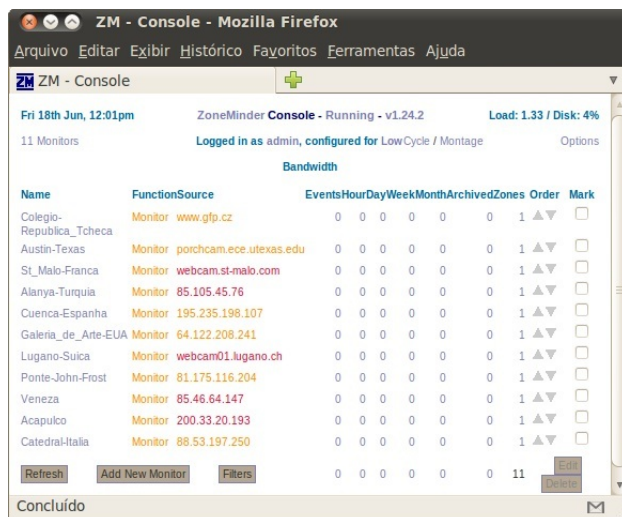 ZM - Console - Mozilla Firefox
Arquivo Editar Exibir Histórico Favoritos Ferramentas Ajuda
ZM ZM - Console
Fri 18th Jun, 12:01pm ZoneMinder Console - Running - v1.24.2 Load: 1.33 / Disk: 4%
11 Monitors Logged in as admin, configured for Low Cycle / Montage Options
Bandwidth
Name Function Source Events Hour Day Week Month Archived Zones Order Mark
Colegio-
Republica_Tcheca Monitor www.gfp.cz 0 0 0 0 0 0 1
Austin-Texas Monitor porchcam.ece.utexas.edu 0 0 0 0 0 0 1
St_Malo-Franca Monitor webcam.st-malo.com 0 0 0 0 0 0 1
Alanya-Turquia Monitor 85.105.45.76 0 0 0 0 0 0 1
Cuenca-Espanha Monitor 195.235.198.107 0 0 0 0 0 0 1
Galeria_de_Arte-EUA Monitor 64.122.208.241 0 0 0 0 0 0 1
Lugano-Suica Monitor webcam01.lugano.ch 0 0 0 0 0 0 1
Ponte-John-Frost Monitor 81.175.116.204 0 0 0 0 0 0 1
Veneza Monitor 85.46.64.147 0 0 0 0 0 0 1
Acapulco Monitor 200.33.20.193 0 0 0 0 0 0 1
Catedral-Italia Monitor 88.53.197.250 0 0 0 0 0 0 1
Refresh Add New Monitor Filters 0 0 0 0 0 0 11 Edit
Delete
Concluído